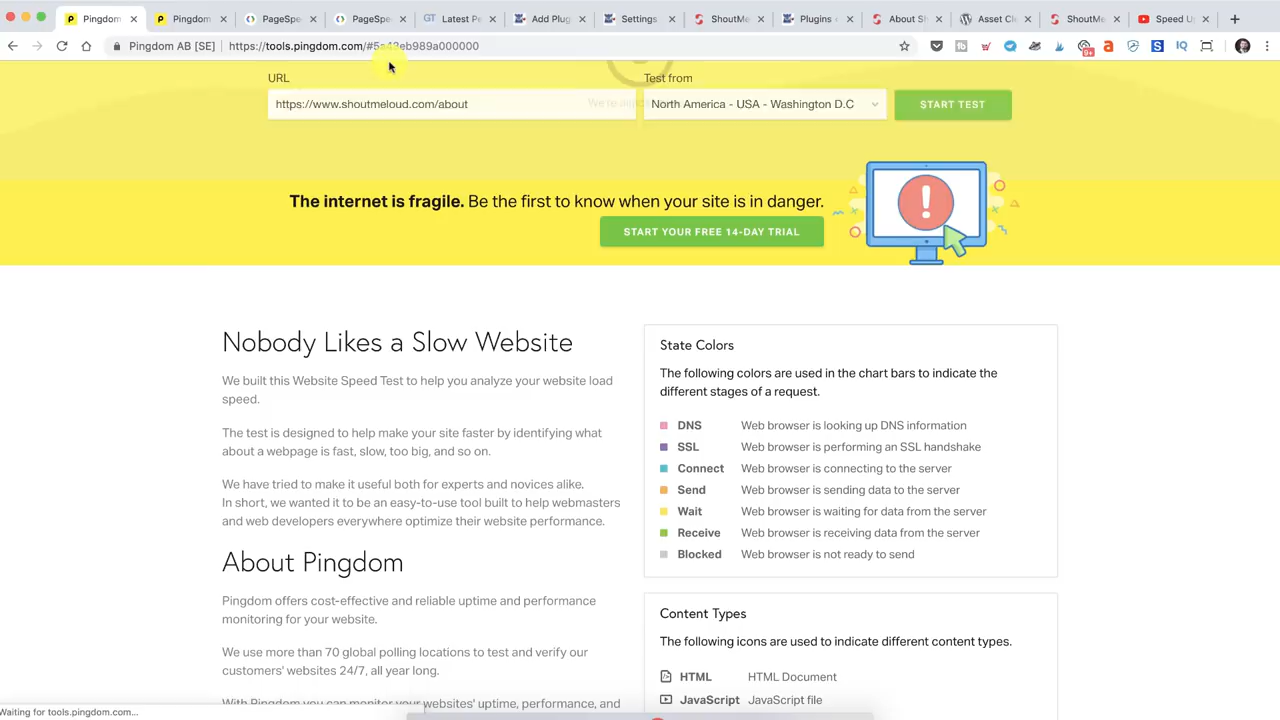 Pingdom
Pingdom
PageSpe
PageSpe
Latest Pe
Add Plug
Settings
ShoutMe
Plugins
About Sh
Asset Cle
ShoutMe
Speed Up
Pingdom AB [SE]
https://tools.pingdom.com/
9+
URL
Test from
https://www.shoutmeloud.com/about
North America - USA - Washington D.C
START TEST
The internet is fragile. Be the first to know when your site is in danger.
START YOUR FREE 14-DAY TRIAL
Nobody Likes a Slow Website
We built this Website Speed Test to help you analyze your website load
speed.
The test is designed to help make your site faster by identifying what
about a webpage is fast, slow, too big, and so on.
We have tried to make it useful both for experts and novices alike.
In short, we wanted it to be an easy-to-use tool built to help webmasters
and web developers everywhere optimize their website performance.
About Pingdom
Pingdom offers cost-effective and reliable uptime and performance
monitoring for your website.
We use more than 70 global polling locations to test and verify our
customers' websites 24/7, all year long.
With Pingdom you can monitor your websites' uptime, performance, and
State Colors
The following colors are used in the chart bars to indicate the
different stages of a request.
DNS Web browser is looking up DNS information
SSL Web browser is performing an SSL handshake
Connect Web browser is connecting to the server
Send Web browser is sending data to the server
Wait Web browser is waiting for data from the server
Receive Web browser is receiving data from the server
Blocked Web browser is not ready to send
Content Types
The following icons are used to indicate different content types.
HTML HTML Document
JavaScript JavaScript file
Waiting for tools.pingdom.com...